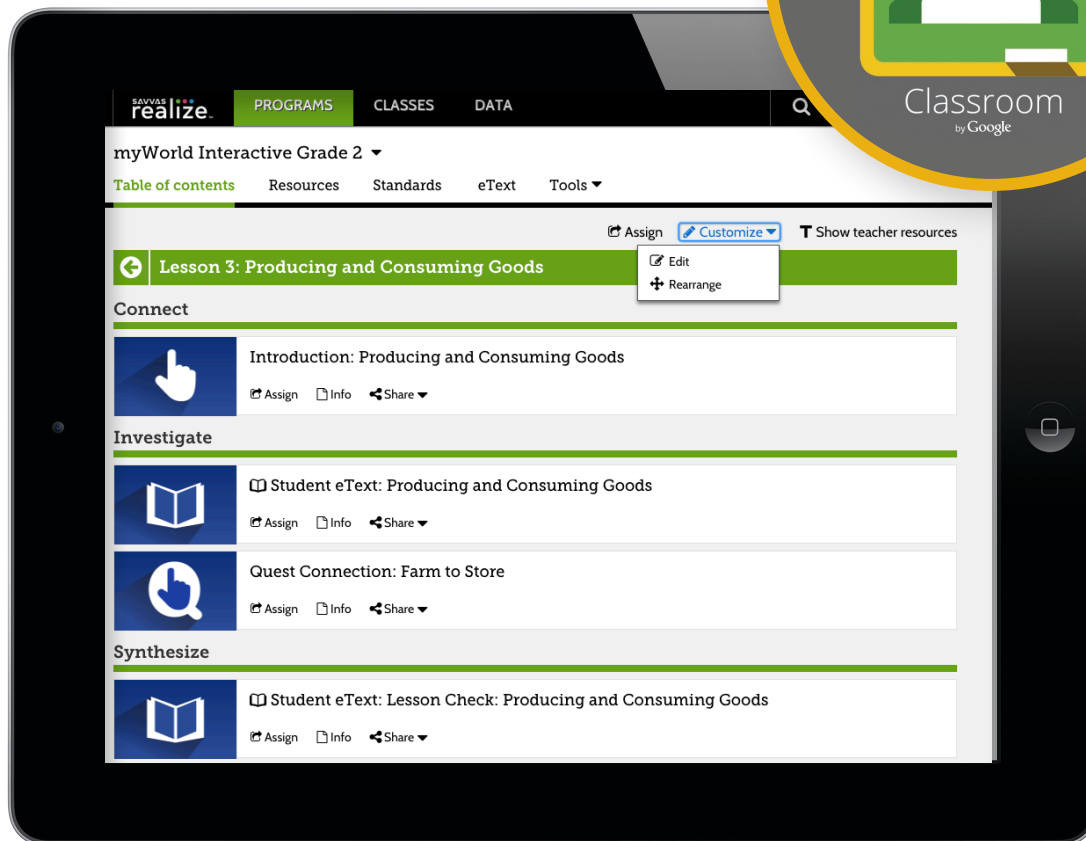 Classroom
by Google
SAVVAS
realize.
PROGRAMS CLASSES DATA
myWorld Interactive Grade 2
Table of contents Resources Standards eText Tools
Assign Customize T Show teacher resources
Edit
Rearrange
Lesson 3: Producing and Consuming Goods
Connect
Introduction: Producing and Consuming Goods
Assign Info Share
Investigate
Student eText: Producing and Consuming Goods
Assign Info Share
Quest Connection: Farm to Store
Assign Info Share
Synthesize
Student eText: Lesson Check: Producing and Consuming Goods
Assign Info Share